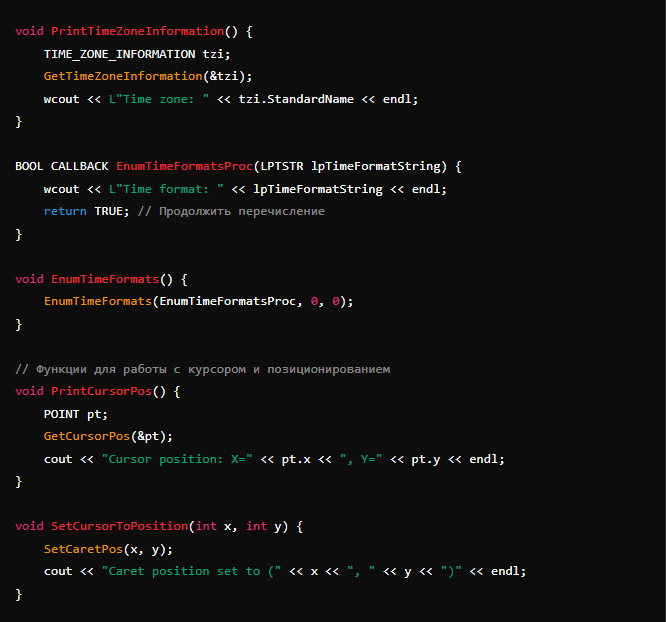 void PrintTimeZoneInformation() {
    TIME_ZONE_INFORMATION tzi;
    GetTimeZoneInformation(&tzi);
    wcout << L"Time zone: " << tzi.StandardName << endl;
}

BOOL CALLBACK EnumTimeFormatsProc(LPTSTR lpTimeFormatString) {
    wcout << L"Time format: " << lpTimeFormatString << endl;
    return TRUE; // Продолжить перечисление
}

void EnumTimeFormats() {
    EnumTimeFormats(EnumTimeFormatsProc, 0, 0);
}

// Функции для работы с курсором и позиционированием
void PrintCursorPos() {
    POINT pt;
    GetCursorPos(&pt);
    cout << "Cursor position: X=" << pt.x << ", Y=" << pt.y << endl;
}

void SetCursorToPosition(int x, int y) {
    SetCaretPos(x, y);
    cout << "Caret position set to (" << x << ", " << y << ")" << endl;
}